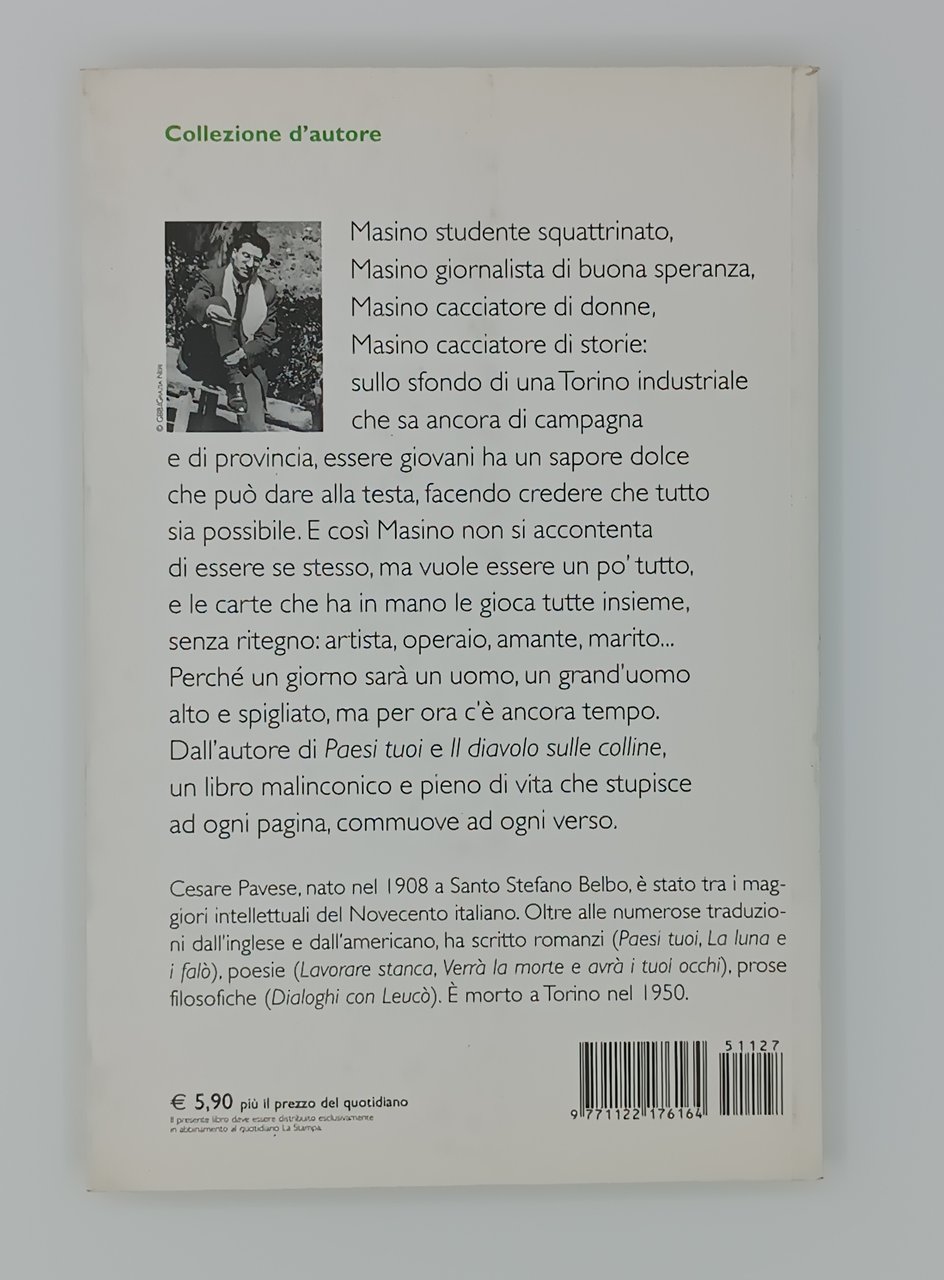 Collezione d'autore
Masino studente squattrinato,
Masino giornalista di buona speranza,
Masino cacciatore di donne,
Masino cacciatore di storie:
sullo sfondo di una Torino industriale
che sa ancora di campagna
e di provincia, essere giovani ha un sapore dolce
che può dare alla testa, facendo credere che tutto
sia possibile. E così Masino non si accontenta
di essere se stesso, ma vuole essere un po' tutto,
e le carte che ha in mano le gioca tutte insieme,
senza ritegno: artista, operaio, amante, marito...
Perché un giorno sarà un uomo, un grand'uomo
alto e spigliato, ma per ora c'è ancora tempo.
Dall'autore di Paesi tuoi e Il diavolo sulle colline,
un libro malinconico e pieno di vita che stupisce
ad ogni pagina, commuove ad ogni verso.
Cesare Pavese, nato nel 1908 a Santo Stefano Belbo, è stato tra i mag-
giori intellettuali del Novecento italiano. Oltre alle numerose traduzio-
ni dall'inglese e dall'americano, ha scritto romanzi (Paesi tuoi, La luna e
i falò), poesie (Lavorare stanca, Verrà la morte e avrà i tuoi occhi), prose
filosofiche (Dialoghi con Leucò). È morto a Torino nel 1950.
51127
9 771122 176164
€ 5,90 più il prezzo del quotidiano
Il presente libro deve essere distribuito esclusivamente
in abbinamento al quotidiano La Stampa